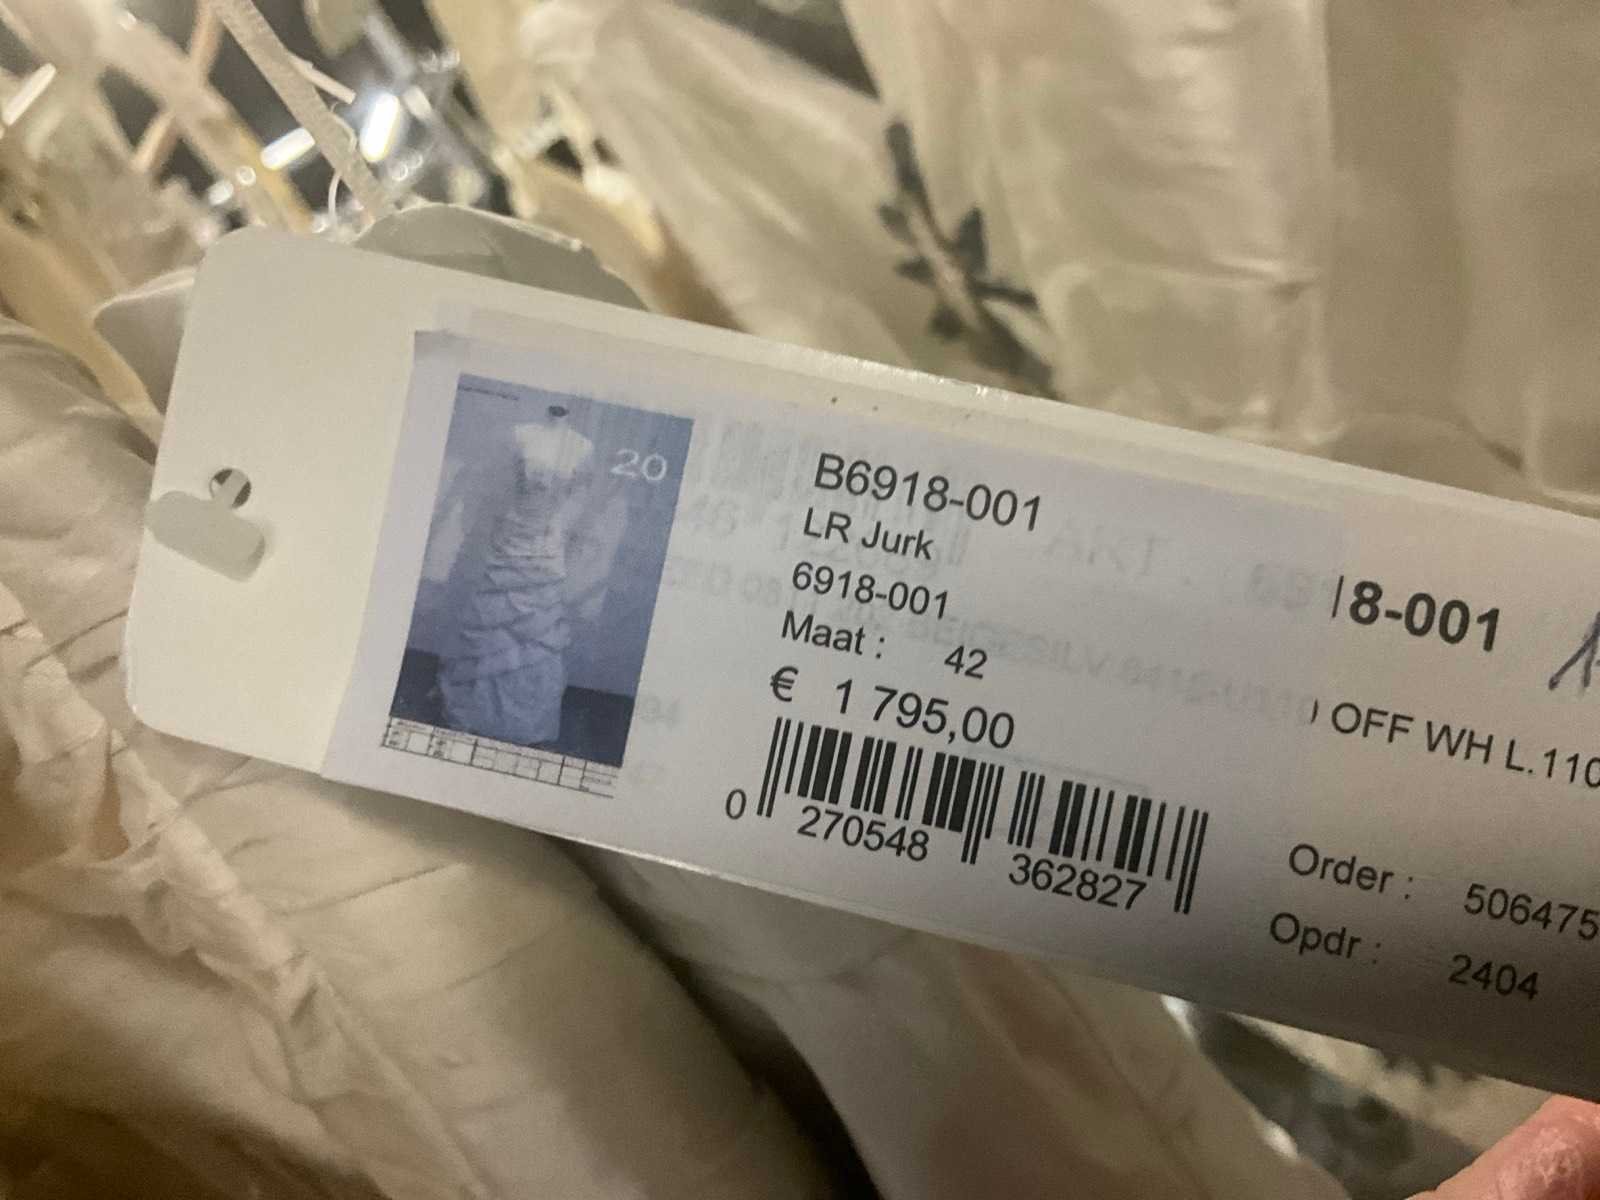 20
B6918-001
LR Jurk
6918-001
Maat : 42
€ 1 795,00
0 270548 362827
8-001
OFF WH L.110
Order : 506475
Opdr : 2404